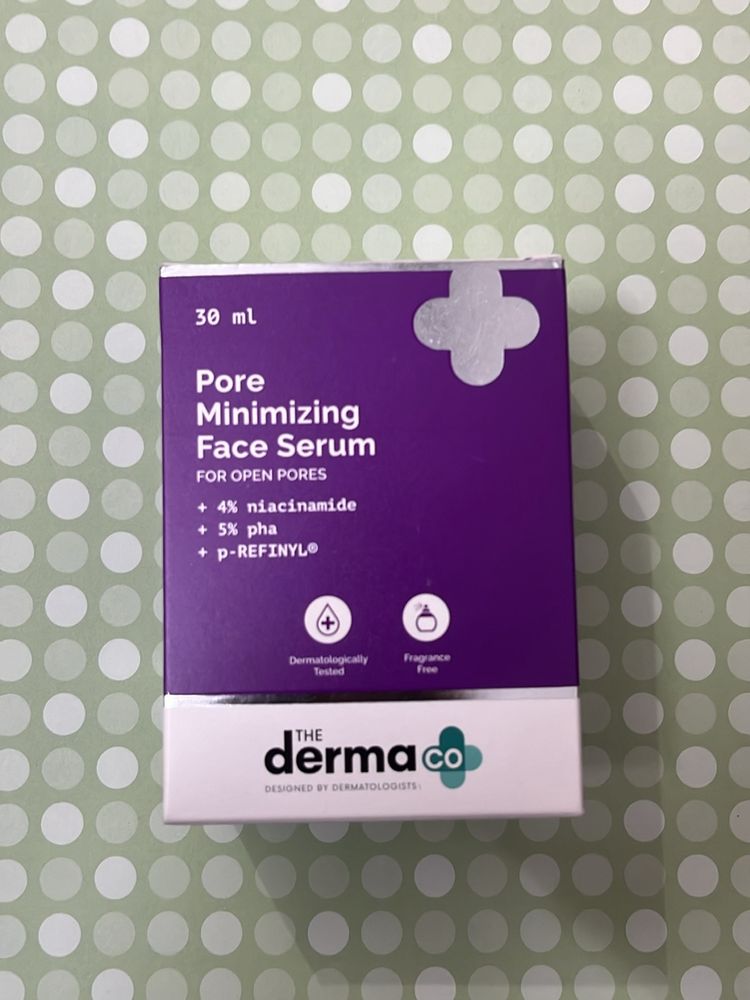 30 ml
Pore
Minimizing
Face Serum
FOR OPEN PORES
+ 4% niacinamide
+ 5% pha
+ p-REFINYL®
Dermatologically
Tested
Fragrance
Free
THE
derma co
DESIGNED BY DERMATOLOGISTS